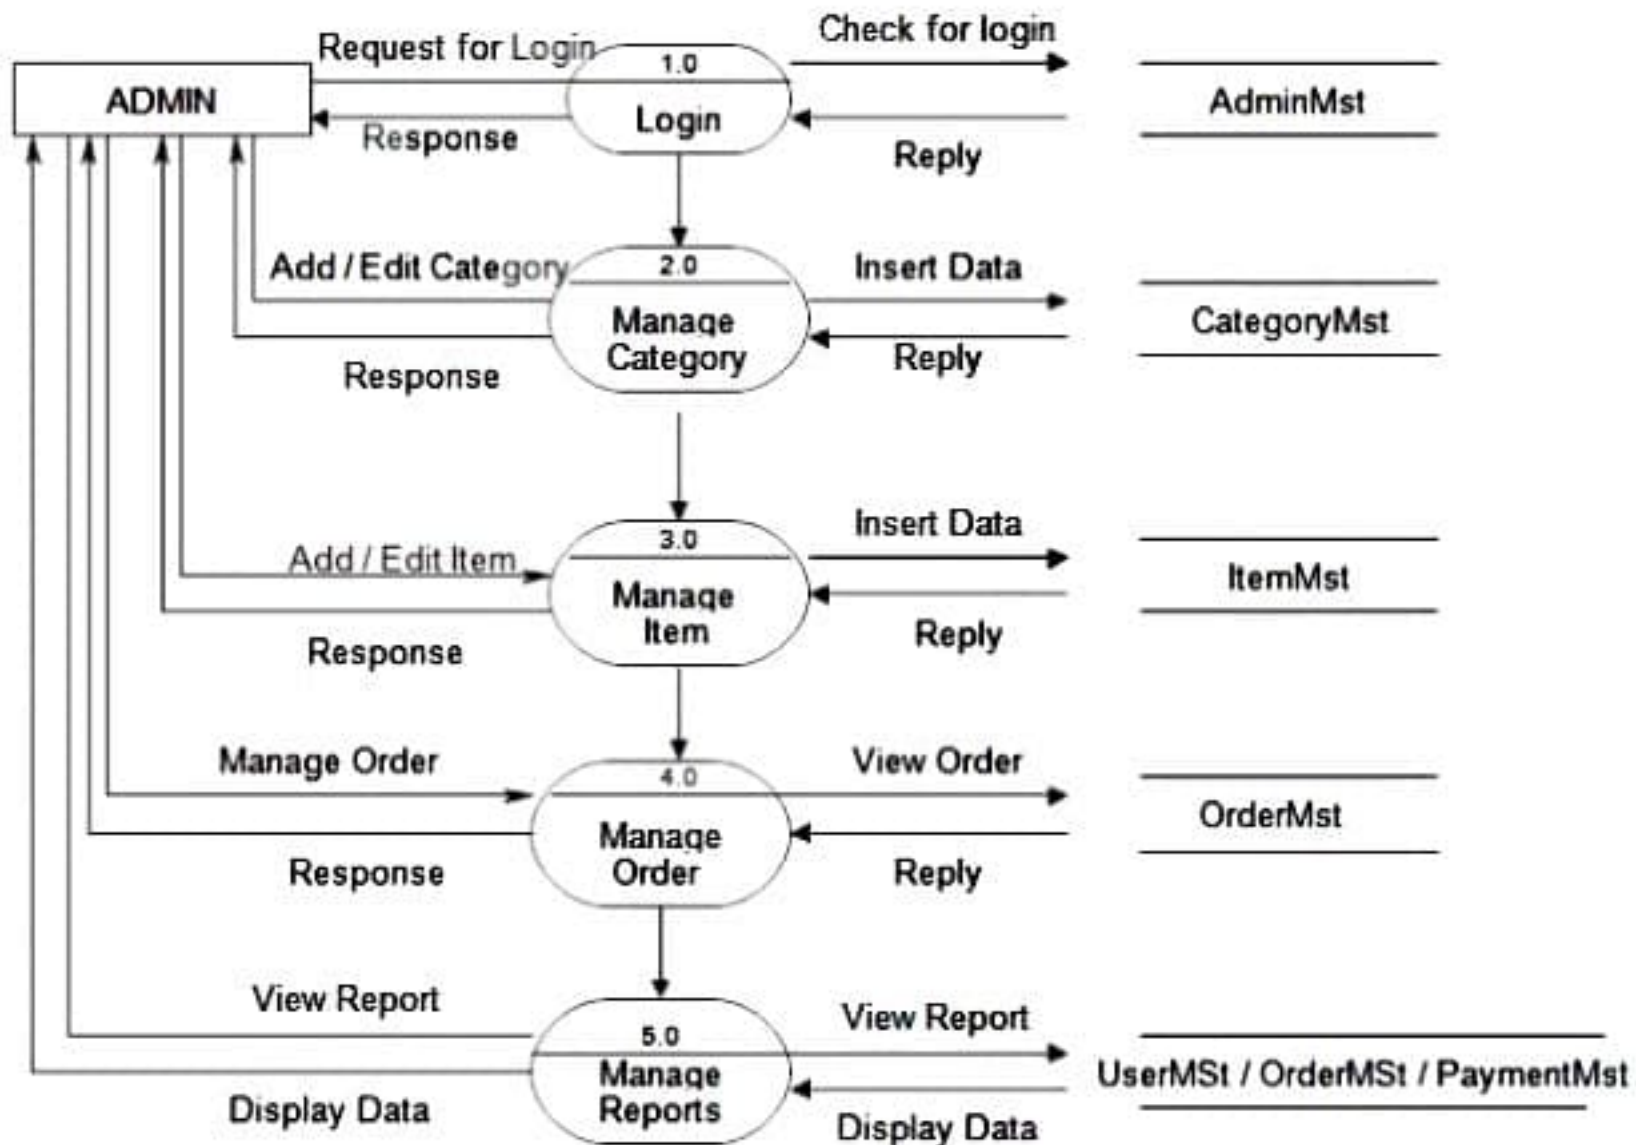 Request for Login
1.0
Check for login
ADMIN
Login
AdminMst
Response
Reply
Add / Edit Category
2.0
Insert Data
Manage
Category
CategoryMst
Response
Reply
Add / Edit Item
3.0
Insert Data
Manage
Item
ItemMst
Response
Reply
Manage Order
4.0
View Order
Manage
Order
OrderMst
Response
Reply
View Report
5.0
View Report
Manage
Reports
UserMSt / OrderMSt / PaymentMst
Display Data
Display Data